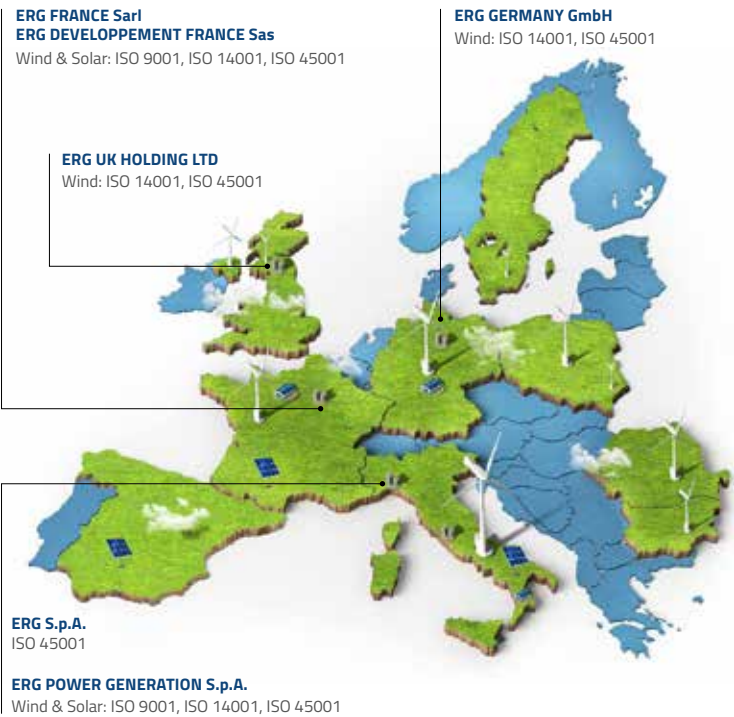 ERG FRANCE Sarl
ERG DEVELOPPEMENT FRANCE Sas
Wind & Solar: ISO 9001, ISO 14001, ISO 45001
ERG GERMANY GmbH
Wind: ISO 14001, ISO 45001
ERG UK HOLDING LTD
Wind: ISO 14001, ISO 45001
ERG S.p.A.
ISO 45001
ERG POWER GENERATION S.p.A.
Wind & Solar: ISO 9001, ISO 14001, ISO 45001